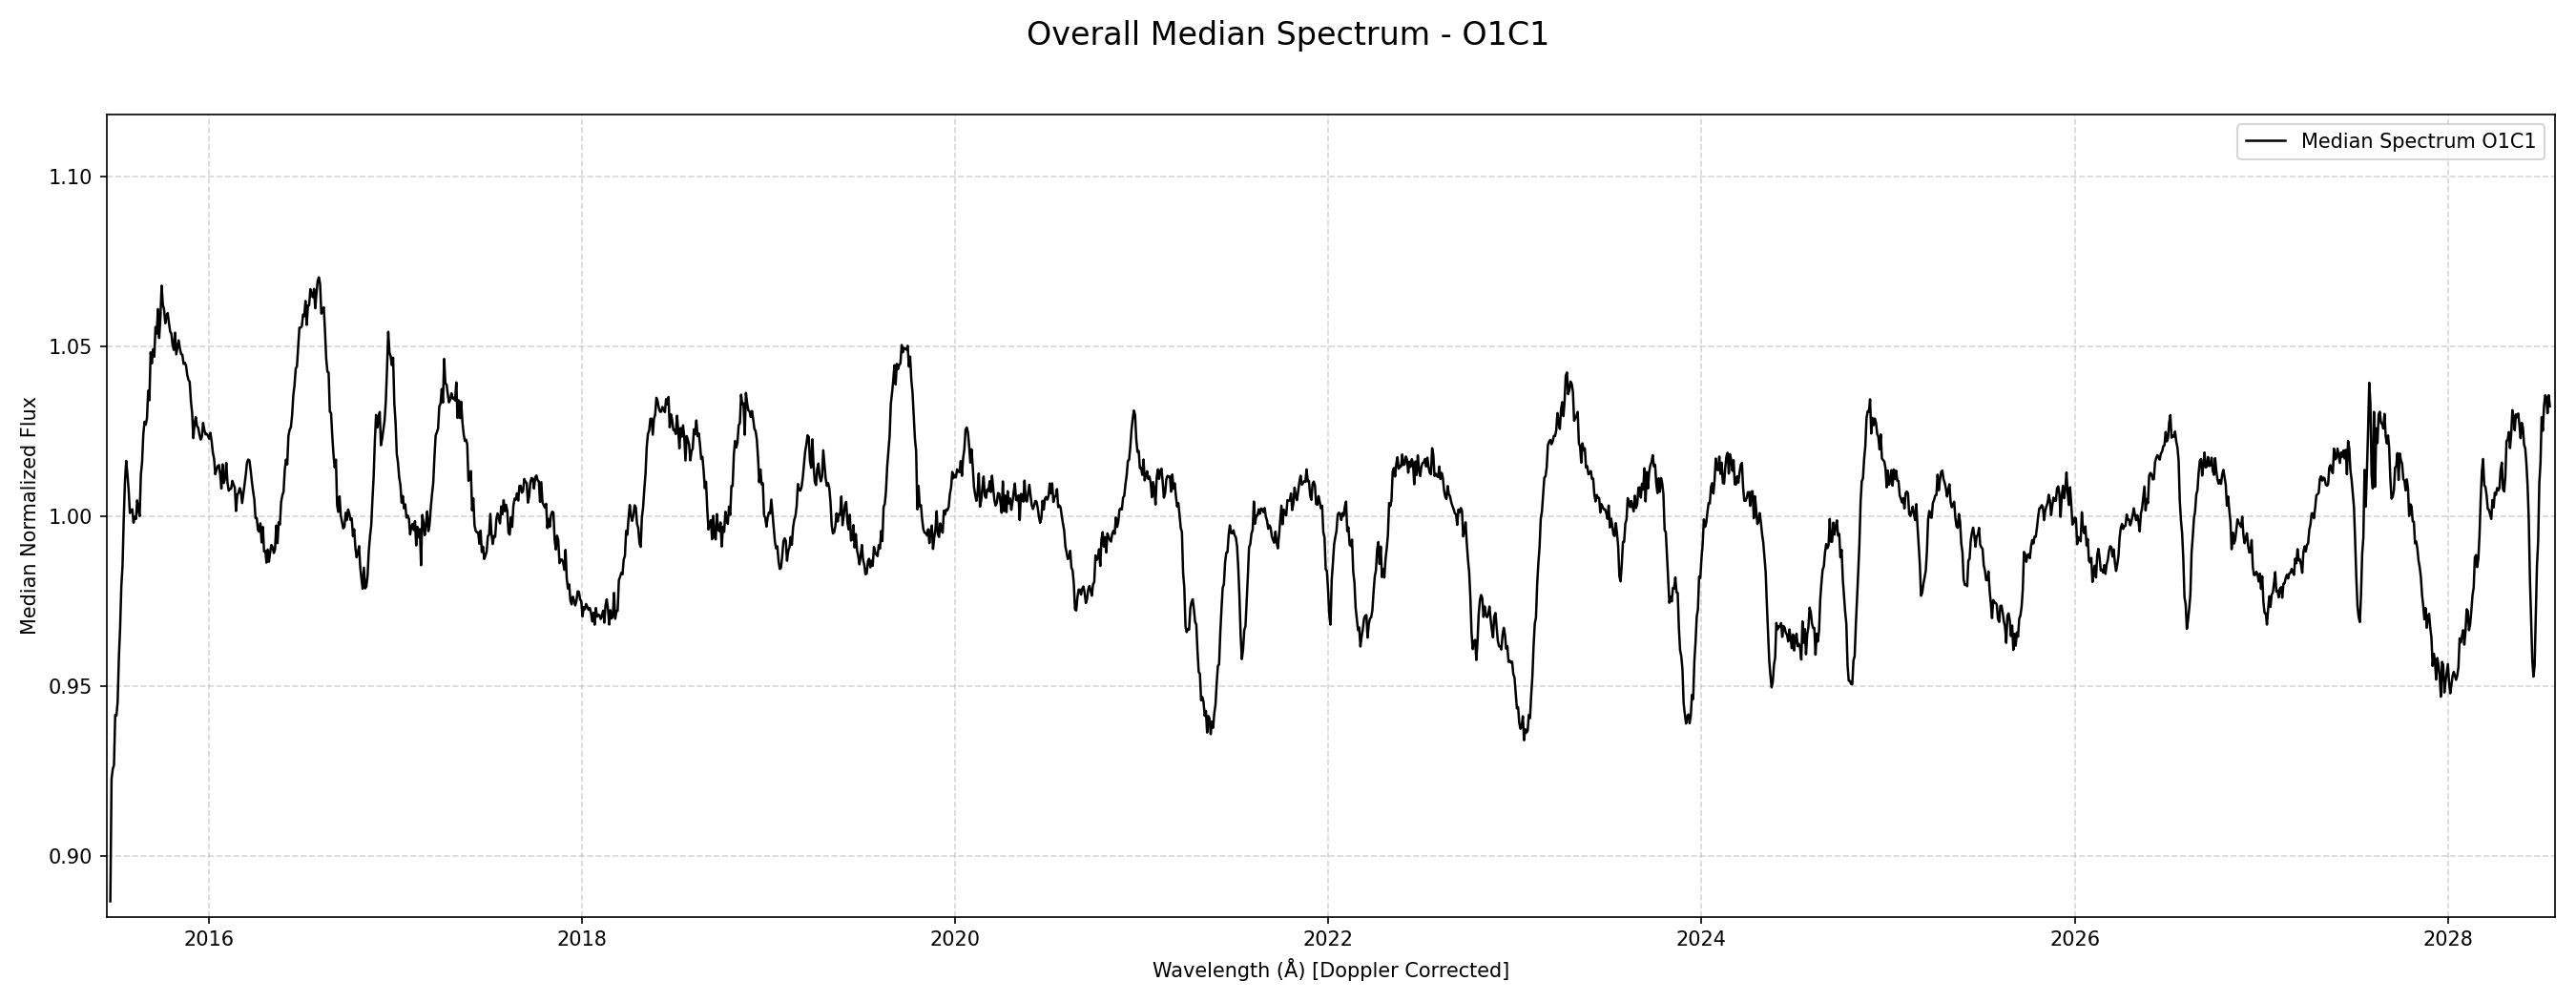 Overall Median Spectrum - O1C1
Median Spectrum O1C1
Median Normalized Flux
1.10
1.05
1.00
0.95
0.90
2016 2018 2020 2022 2024 2026 2028
Wavelength (Å) [Doppler Corrected]